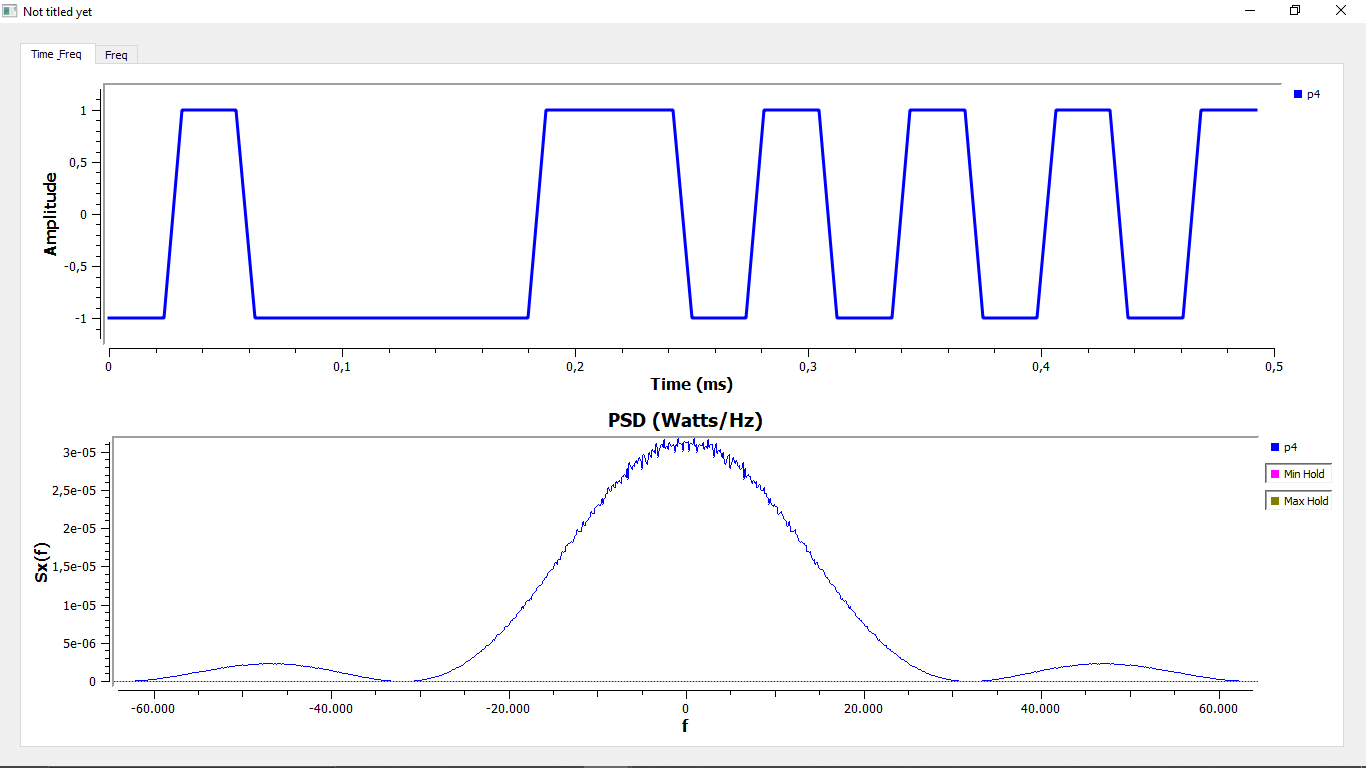 Not titled yet
Time_Freq
Freq
1
0,5
0
-0,5
-1
Amplitude
p4
0
0,1
0,2
0,3
0,4
0,5
Time (ms)
PSD (Watts/Hz)
3e-05
2,5e-05
2e-05
1,5e-05
1e-05
5e-06
0
Sx(f)
p4
Min Hold
Max Hold
-60.000
-40.000
-20.000
0
20.000
40.000
60.000
f